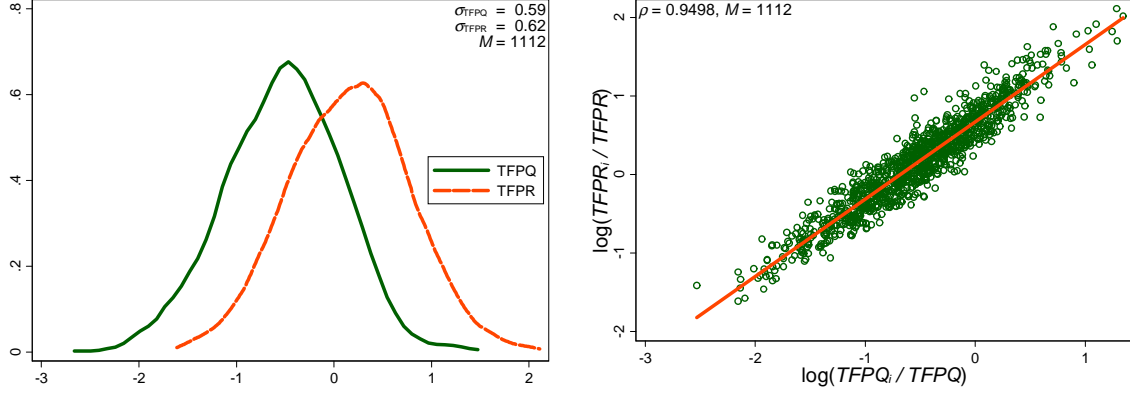 .8
.6
.4
.2
0
-3
-2
-1
0
1
2
σTFPQ = 0.59
σTFPR = 0.62
M = 1112
TFPQ
TFPR
ρ = 0.9498, M = 1112
log(TFPRᵢ / TFPR)
2
1
0
-1
-2
-3
-2
-1
0
1
log(TFPQᵢ / TFPQ)